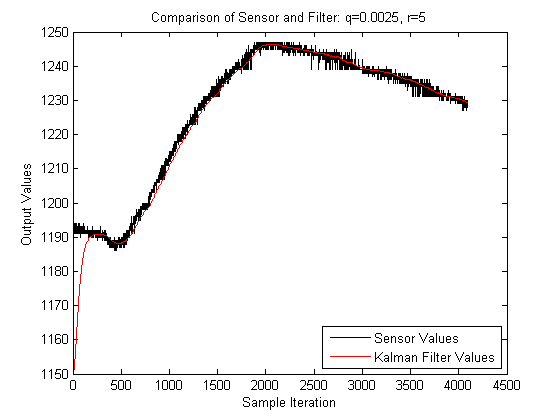 Comparison of Sensor and Filter: q=0.0025, r=5
Output Values
1250
1240
1230
1220
1210
1200
1190
1180
1170
1160
1150
0 500 1000 1500 2000 2500 3000 3500 4000 4500
Sample Iteration
Sensor Values
Kalman Filter Values